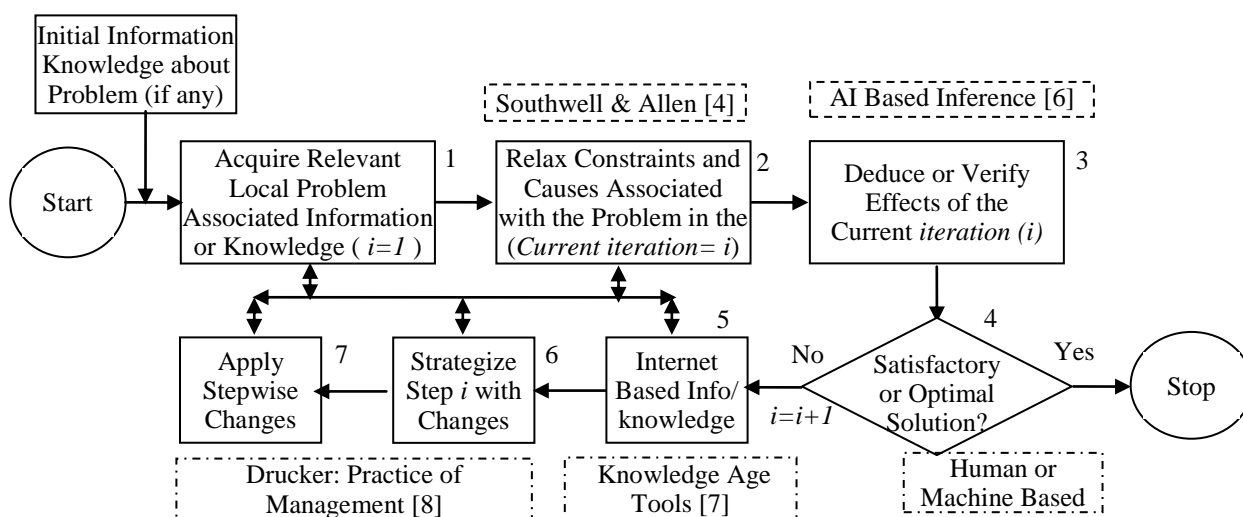 Initial Information
Knowledge about
Problem (if any)
Southwell & Allen [4]
AI Based Inference [6]
Start
Acquire Relevant
Local Problem
Associated Information
or Knowledge ( i=1 )
1
Relax Constraints and
Causes Associated
with the Problem in the
(Current iteration= i)
2
Deduce or Verify
Effects of the
Current iteration (i)
3
Apply
Stepwise
Changes
7
Strategize
Step i with
Changes
6
Internet
Based Info/
knowledge
5
No
i=i+1
Satisfactory
or Optimal
Solution?
4
Yes
Stop
Drucker: Practice of
Management [8]
Knowledge Age
Tools [7]
Human or
Machine Based